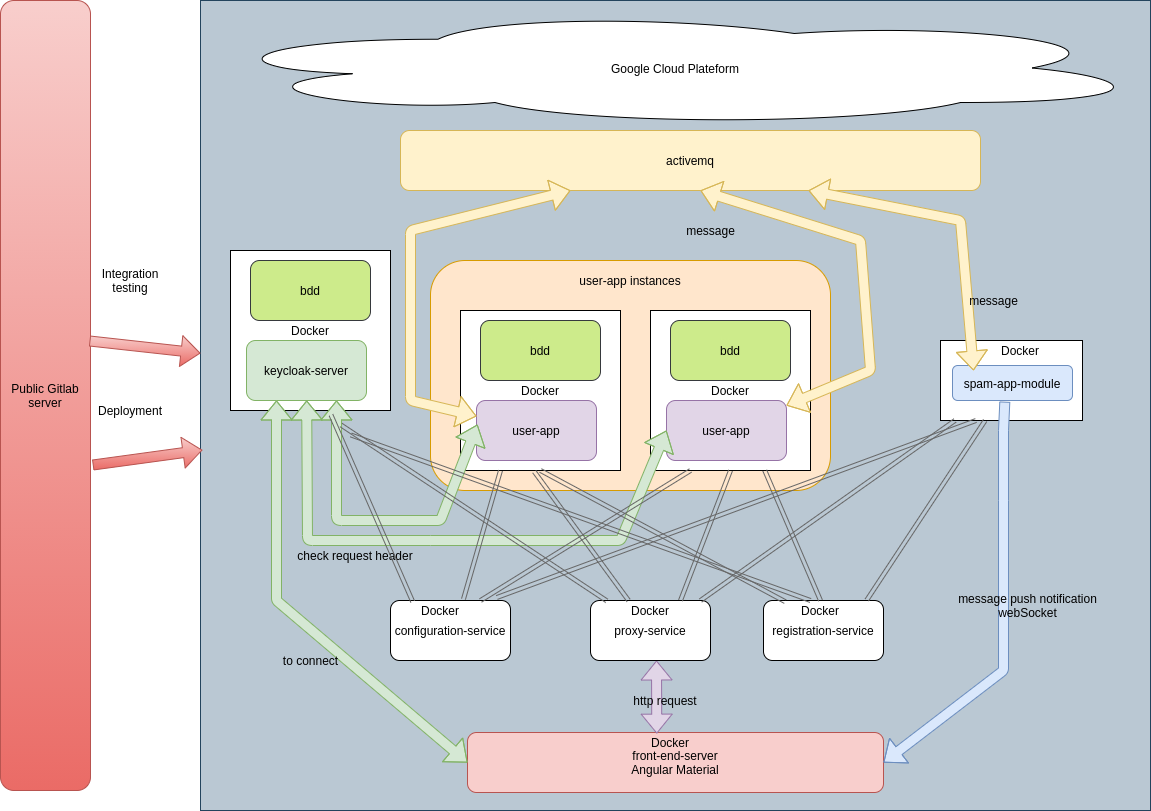 Google Cloud Plateform
activemq
message
Integration
testing
Public Gitlab
server
Deployment
bdd
Docker
keycloak-server
user-app instances
bdd
Docker
user-app
bdd
Docker
user-app
message
Docker
spam-app-module
check request header
Docker
configuration-service
Docker
proxy-service
Docker
registration-service
message push notification
webSocket
to connect
http request
Docker
front-end-server
Angular Material